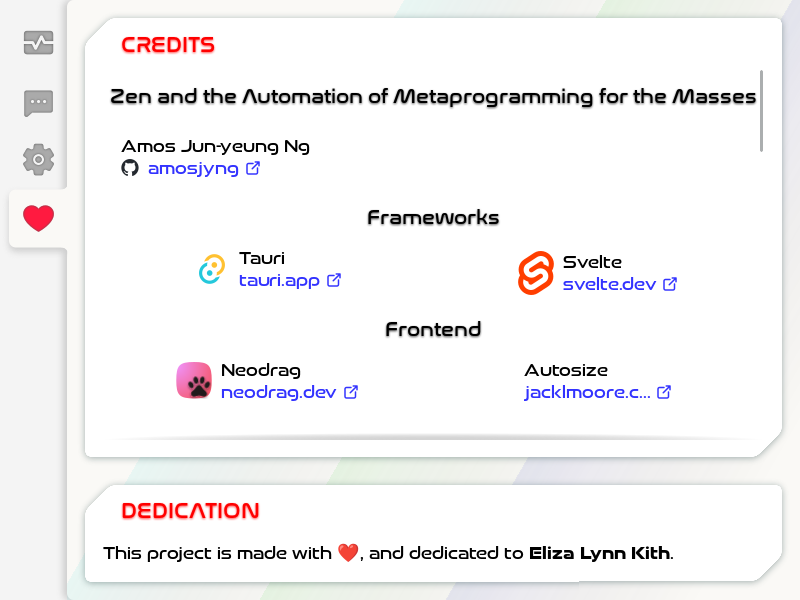 CREDITS
Zen and the Automation of Metaprogramming for the Masses
Amos Jun-yeung Ng
amosjyng
Frameworks
Tauri
tauri.app
Svelte
svelte.dev
Frontend
Neodrag
neodrag.dev
Autosize
jacklmoore.c...
DEDICATION
This project is made with ❤️, and dedicated to Eliza Lynn Kith.